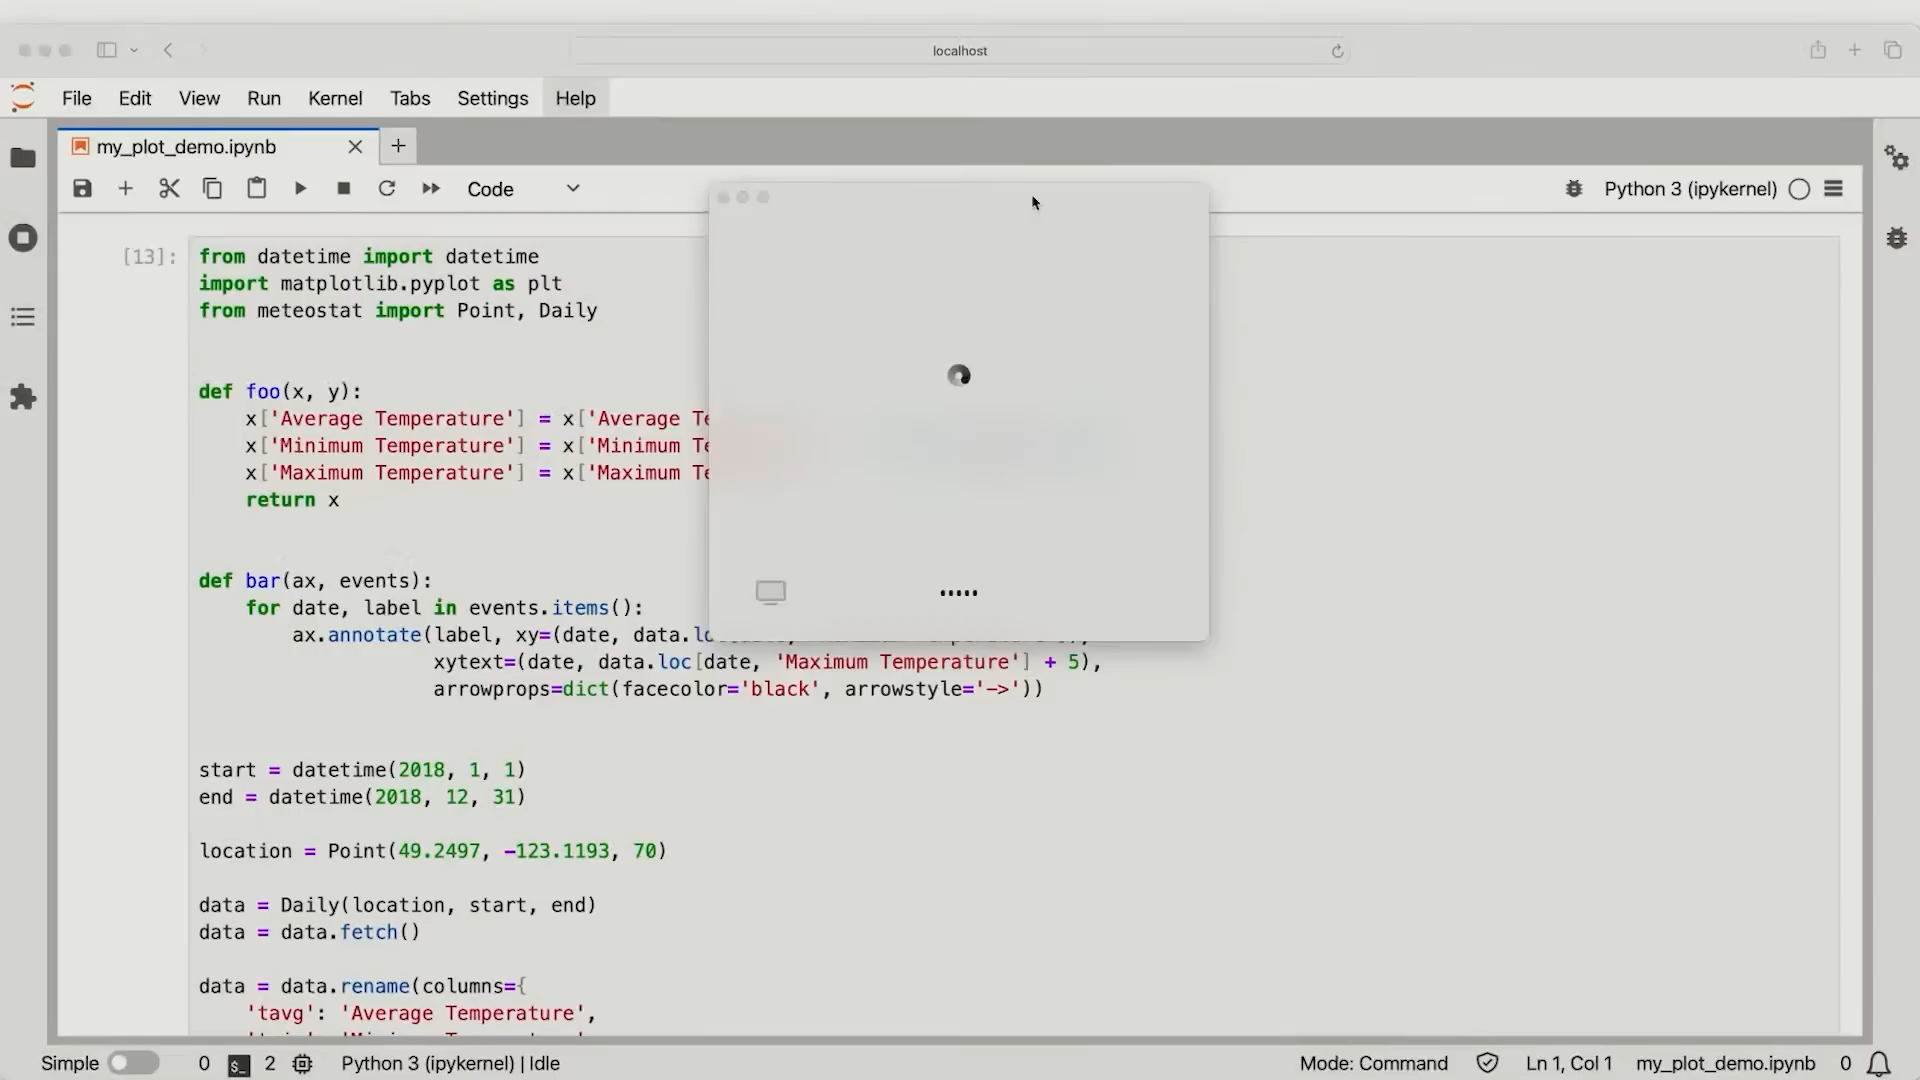 localhost
File Edit View Run Kernel Tabs Settings Help
my_plot_demo.ipynb
Code
Python 3 (ipykernel)
[13]:
from datetime import datetime
import matplotlib.pyplot as plt
from meteostat import Point, Daily
def foo(x, y):
x['Average Temperature'] = x['Average
x['Minimum Temperature'] = x['Minimum
x['Maximum Temperature'] = x['Maximum
return x
def bar(ax, events):
for date, label in events.items():
ax.annotate(label, xy=(date, data.
xytext=(date, data.loc[date, 'Maximum Temperature'] + 5),
arrowprops=dict(facecolor='black', arrowstyle='->'))
start = datetime(2018, 1, 1)
end = datetime(2018, 12, 31)
location = Point(49.2497, -123.1193, 70)
data = Daily(location, start, end)
data = data.fetch()
data = data.rename(columns={
'tavg': 'Average Temperature',
Simple 0 2 Python 3 (ipykernel) | Idle Mode: Command Ln 1, Col 1 my_plot_demo.ipynb 0